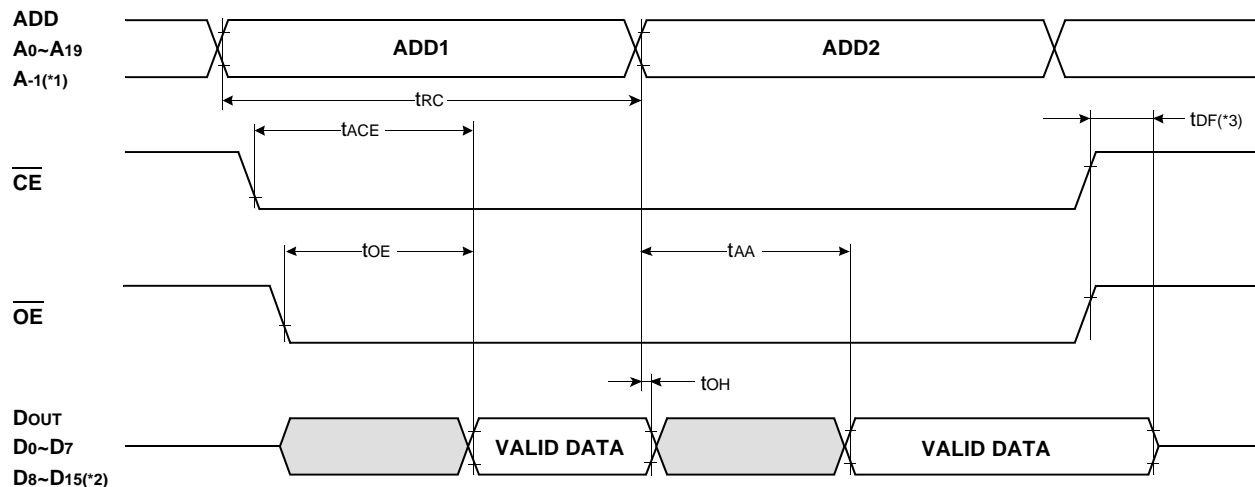 ADD
A0~A19
A-1(*1)
ADD1
ADD2
tRC
tACE
tDF(*3)
CE
tOE
tAA
OE
tOH
DOUT
D0~D7
D8~D15(*2)
VALID DATA
VALID DATA